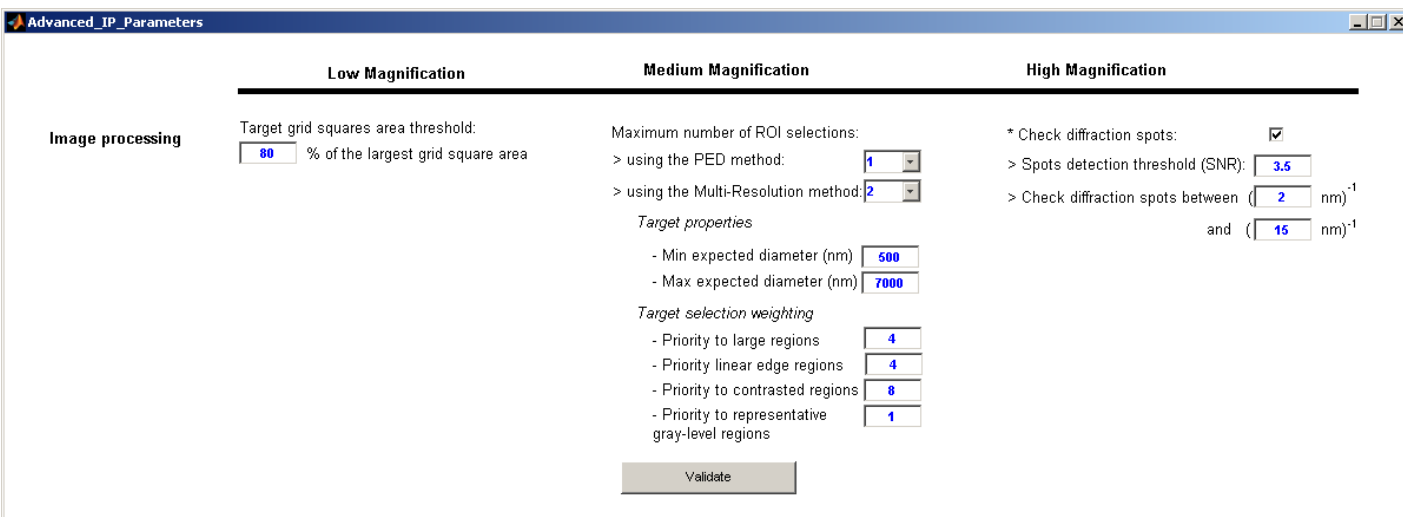 Advanced_IP_Parameters
Low Magnification
Medium Magnification
High Magnification
Image processing
Target grid squares area threshold:
80 % of the largest grid square area
Maximum number of ROI selections:
> using the PED method: 1
> using the Multi-Resolution method: 2
Target properties
- Min expected diameter (nm) 500
- Max expected diameter (nm) 7000
Target selection weighting
- Priority to large regions 4
- Priority linear edge regions 4
- Priority to contrasted regions 8
- Priority to representative 1
gray-level regions
Validate
* Check diffraction spots:
> Spots detection threshold (SNR): 3.5
> Check diffraction spots between ( 2 nm)-1
and ( 15 nm)-1